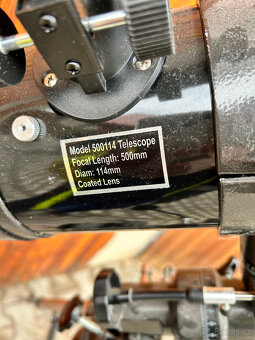 Model 500114 Telescope
Focal Length: 500mm
Diam: 114mm
Coated Lens